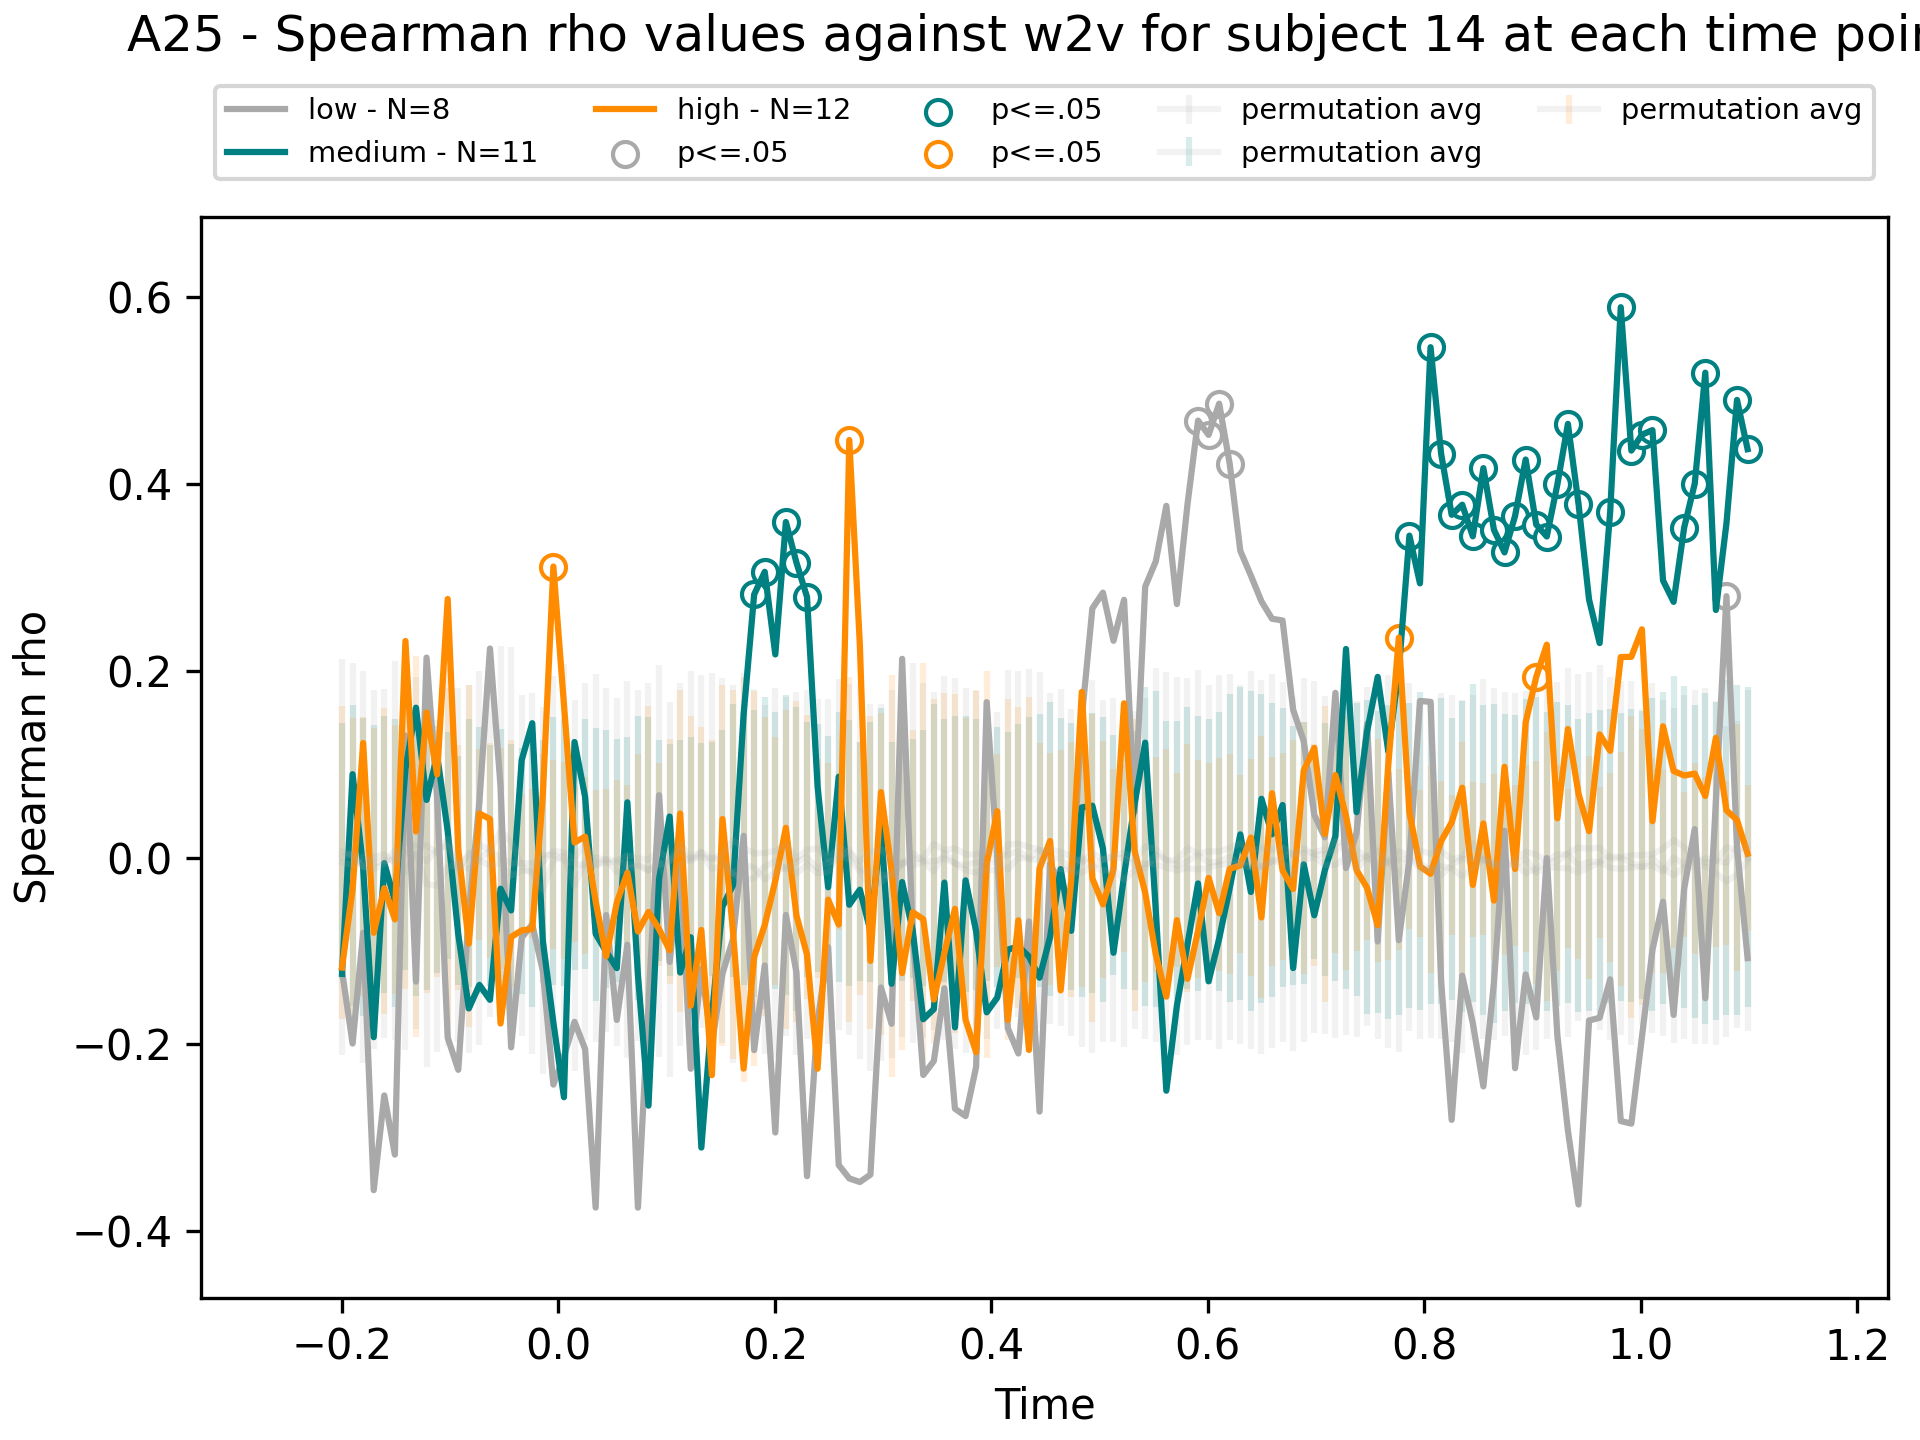 A25 - Spearman rho values against w2v for subject 14 at each time
low - N=8
medium - N=11
high - N=12
p<=.05
p<=.05
p<=.05
permutation avg
permutation avg
permutation avg
Spearman rho
0.6
0.4
0.2
0.0
−0.2
−0.4
−0.2
0.0
0.2
0.4
0.6
0.8
1.0
1.2
Time